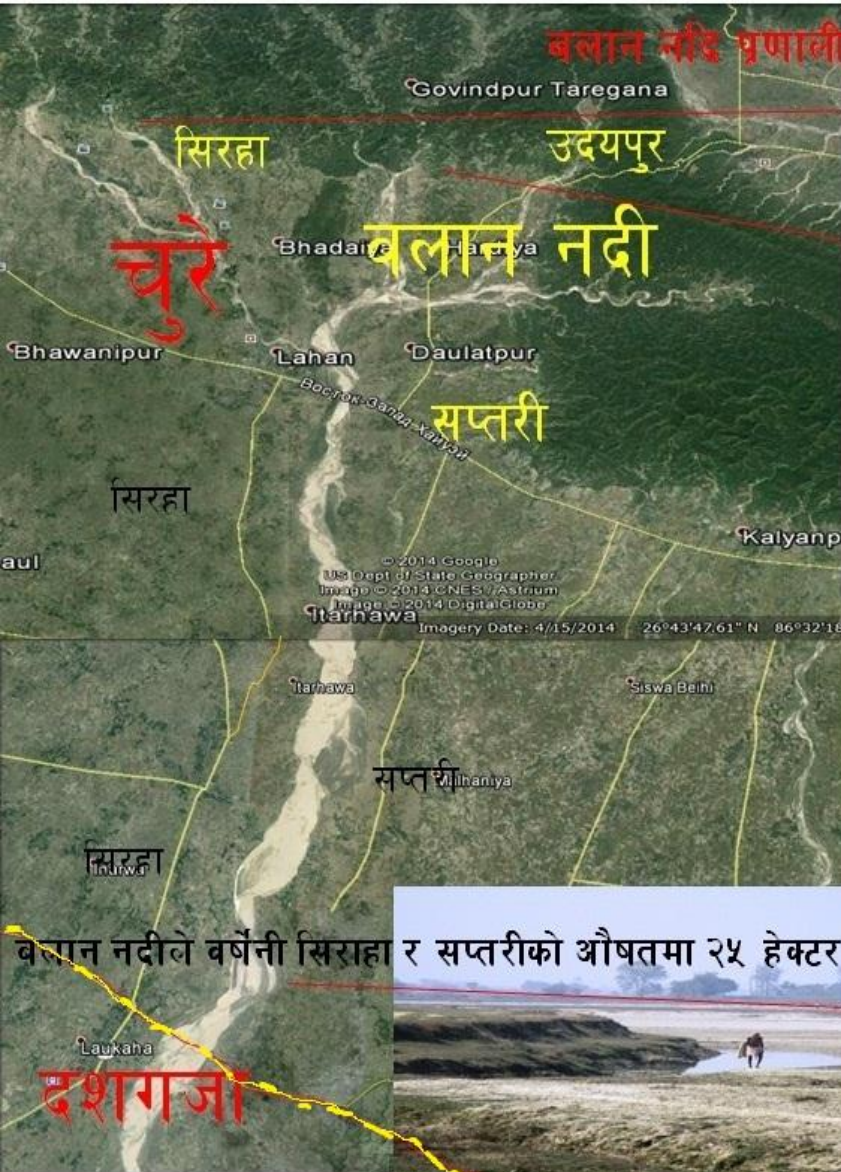 बलान नदि प्रणाली
Govindpur Taregana
सिरहा
उदयपुर
चुरे
बलान नदी
Bhawanipur
Lahan
Daulatpur
Восток-Запад Хайуэй
सप्तरी
सिरहा
Kalyanp
aul
© 2014 Google
US Dept of State Geographer
Image © 2014 CNES / Astrium
Image © 2014 DigitalGlobe
Itarhawa
Imagery Date: 4/15/2014 26°43'47.61" N 86°32'18
Itarhawa
Siswa Beihi
सप्तरी
Malhaniya
सिरहा
बलान नदीले वर्षेनी सिराहा र सप्तरीको औषतमा २५ हेक्टर
Laukaha
दशगजा